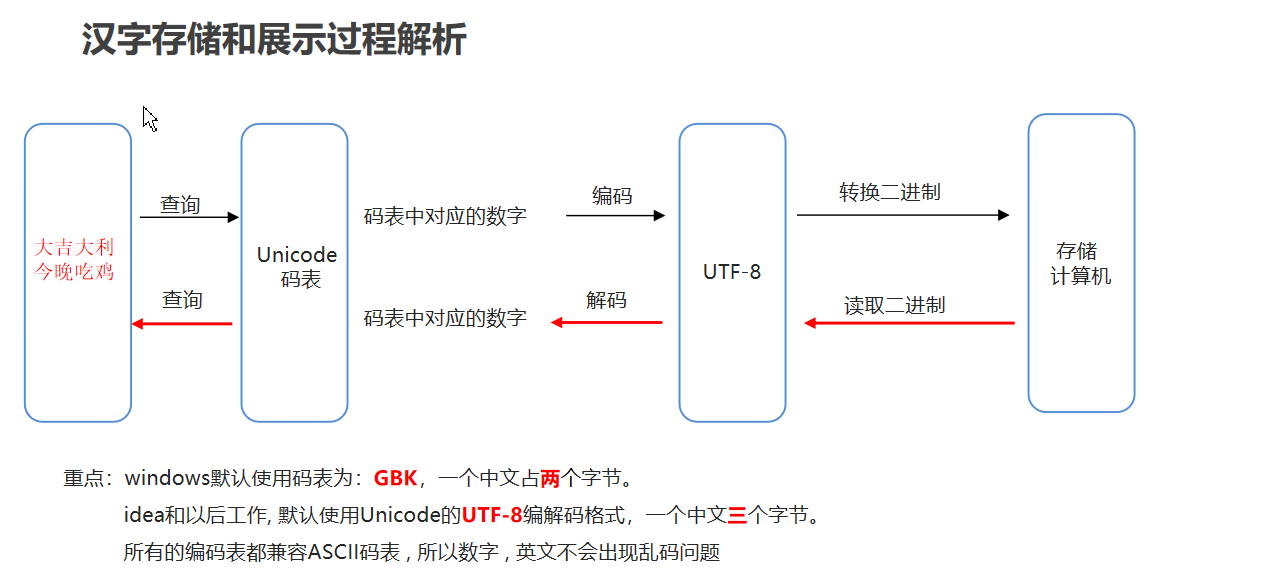 汉字存储和展示过程解析
大吉大利
今晚吃鸡
查询
查询
Unicode
码表
码表中对应的数字
码表中对应的数字
编码
解码
UTF-8
转换二进制
读取二进制
存储
计算机
重点：windows默认使用码表为：GBK，一个中文占两个字节。
idea和以后工作, 默认使用Unicode的UTF-8编解码格式，一个中文三个字节。
所有的编码表都兼容ASCII码表 , 所以数字 , 英文不会出现乱码问题